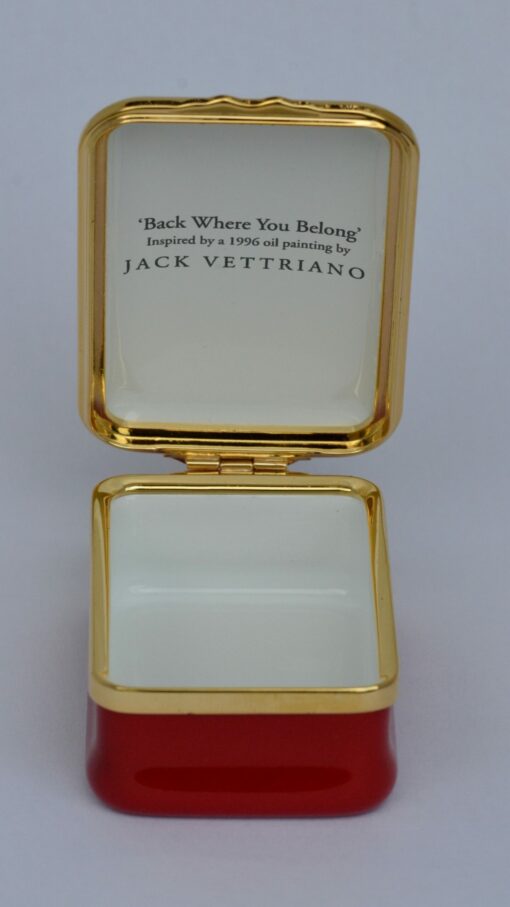 ‘Back Where You Belong’
Inspired by a 1996 oil painting by
JACK VETTRIANO